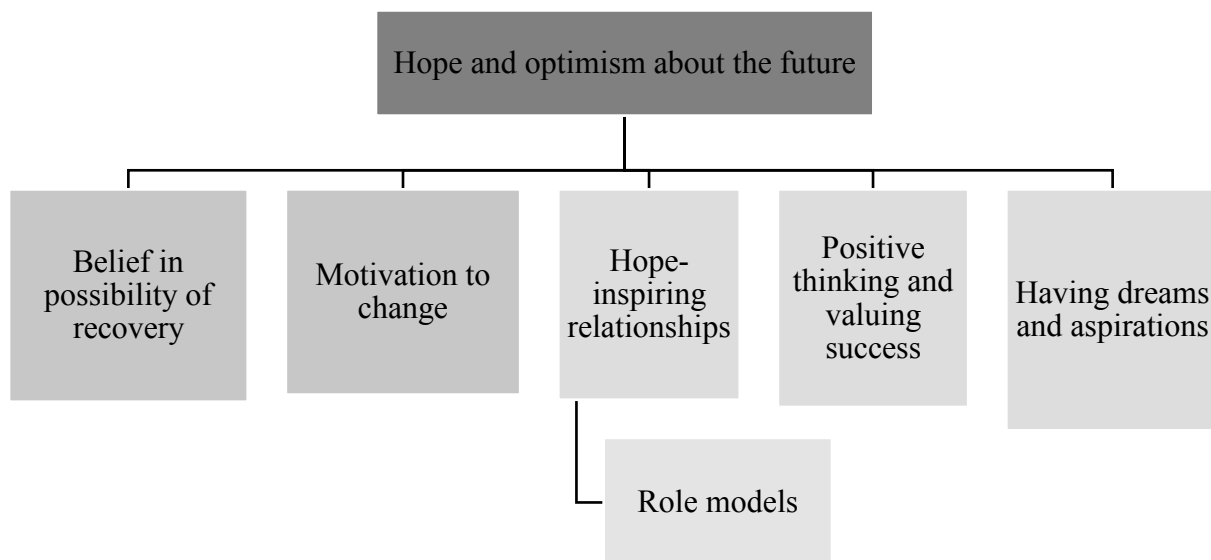 Hope and optimism about the future
Belief in
possibility of
recovery
Motivation to
change
Hope-
inspiring
relationships
Positive
thinking and
valuing
success
Having dreams
and aspirations
Role models